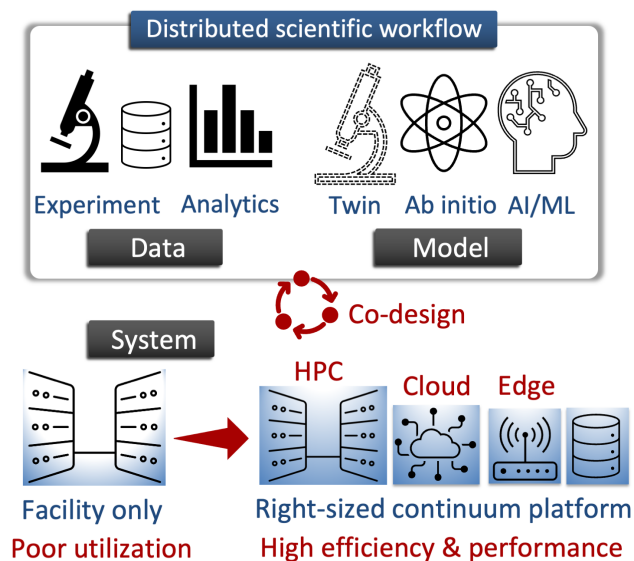 Distributed scientific workflow
Experiment Analytics Twin Ab initio AI/ML
Data Model
Co-design
System
HPC Cloud Edge
Facility only Right-sized continuum platform
Poor utilization High efficiency & performance